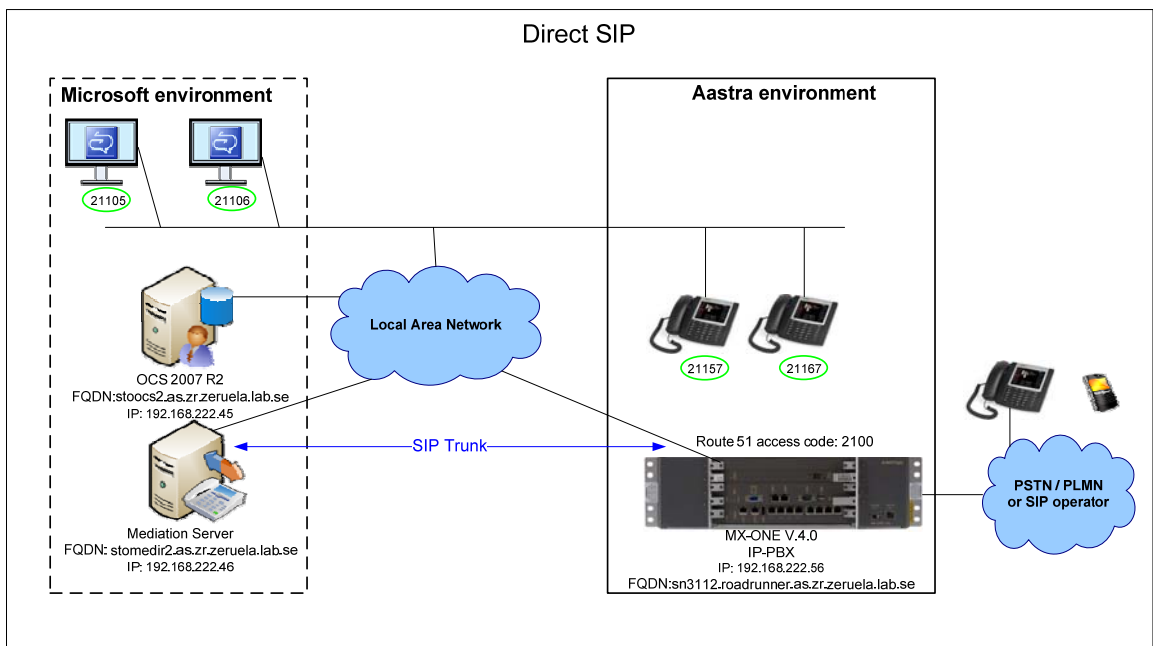 Direct SIP
Microsoft environment
21105
21106
OCS 2007 R2
FQDN:stoocs2.as.zr.zeruela.lab.se
IP: 192.168.222.45
Mediation Server
FQDN: stomedir2.as.zr.zeruela.lab.se
IP: 192.168.222.46
Local Area Network
SIP Trunk
Aastra environment
21157
21167
Route 51 access code: 2100
MX-ONE V.4.0
IP-PBX
IP: 192.168.222.56
FQDN:sn3112.roadrunner.as.zr.zeruela.lab.se
PSTN / PLMN
or SIP operator